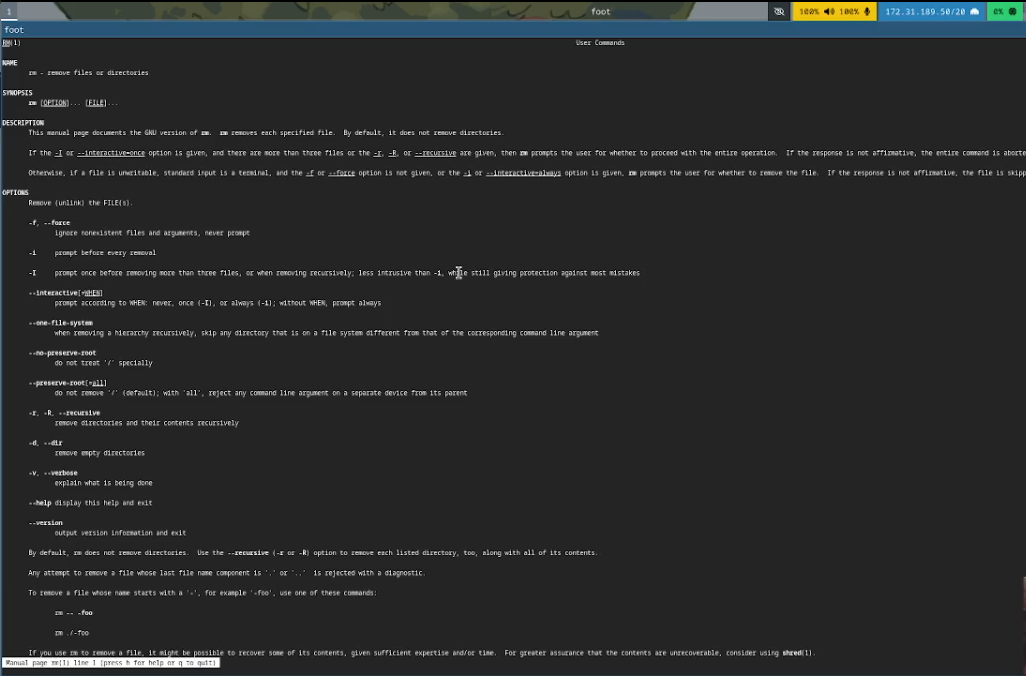 1
foot
100% 100%
172.31.189.50/20
0%
foot
RM(1) User Commands
NAME
rm - remove files or directories
SYNOPSIS
rm [OPTION]... [FILE]...
DESCRIPTION
This manual page documents the GNU version of rm. rm removes each specified file. By default, it does not remove directories.
If the -I or --interactive=once option is given, and there are more than three files or the -r, -R, or --recursive are given, then rm prompts the user for whether to proceed with the entire operation. If the response is not affirmative, the entire command is aborte
Otherwise, if a file is unwritable, standard input is a terminal, and the -f or --force option is not given, or the -i or --interactive=always option is given, rm prompts the user for whether to remove the file. If the response is not affirmative, the file is skipp
OPTIONS
Remove (unlink) the FILE(s).
-f, --force
ignore nonexistent files and arguments, never prompt
-i prompt before every removal
-I prompt once before removing more than three files, or when removing recursively; less intrusive than -i, while still giving protection against most mistakes
--interactive[=WHEN]
prompt according to WHEN: never, once (-I), or always (-i); without WHEN, prompt always
--one-file-system
when removing a hierarchy recursively, skip any directory that is on a file system different from that of the corresponding command line argument
--no-preserve-root
do not treat '/' specially
--preserve-root[=all]
do not remove '/' (default); with 'all', reject any command line argument on a separate device from its parent
-r, -R, --recursive
remove directories and their contents recursively
-d, --dir
remove empty directories
-v, --verbose
explain what is being done
--help display this help and exit
--version
output version information and exit
By default, rm does not remove directories. Use the --recursive (-r or -R) option to remove each listed directory, too, along with all of its contents.
Any attempt to remove a file whose last file name component is '.' or '..' is rejected with a diagnostic.
To remove a file whose name starts with a '-', for example '-foo', use one of these commands:
rm -- -foo
rm ./-foo
If you use rm to remove a file, it might be possible to recover some of its contents, given sufficient expertise and/or time. For greater assurance that the contents are unrecoverable, consider using shred(1).
Manual page rm(1) line 1 (press h for help or q to quit)